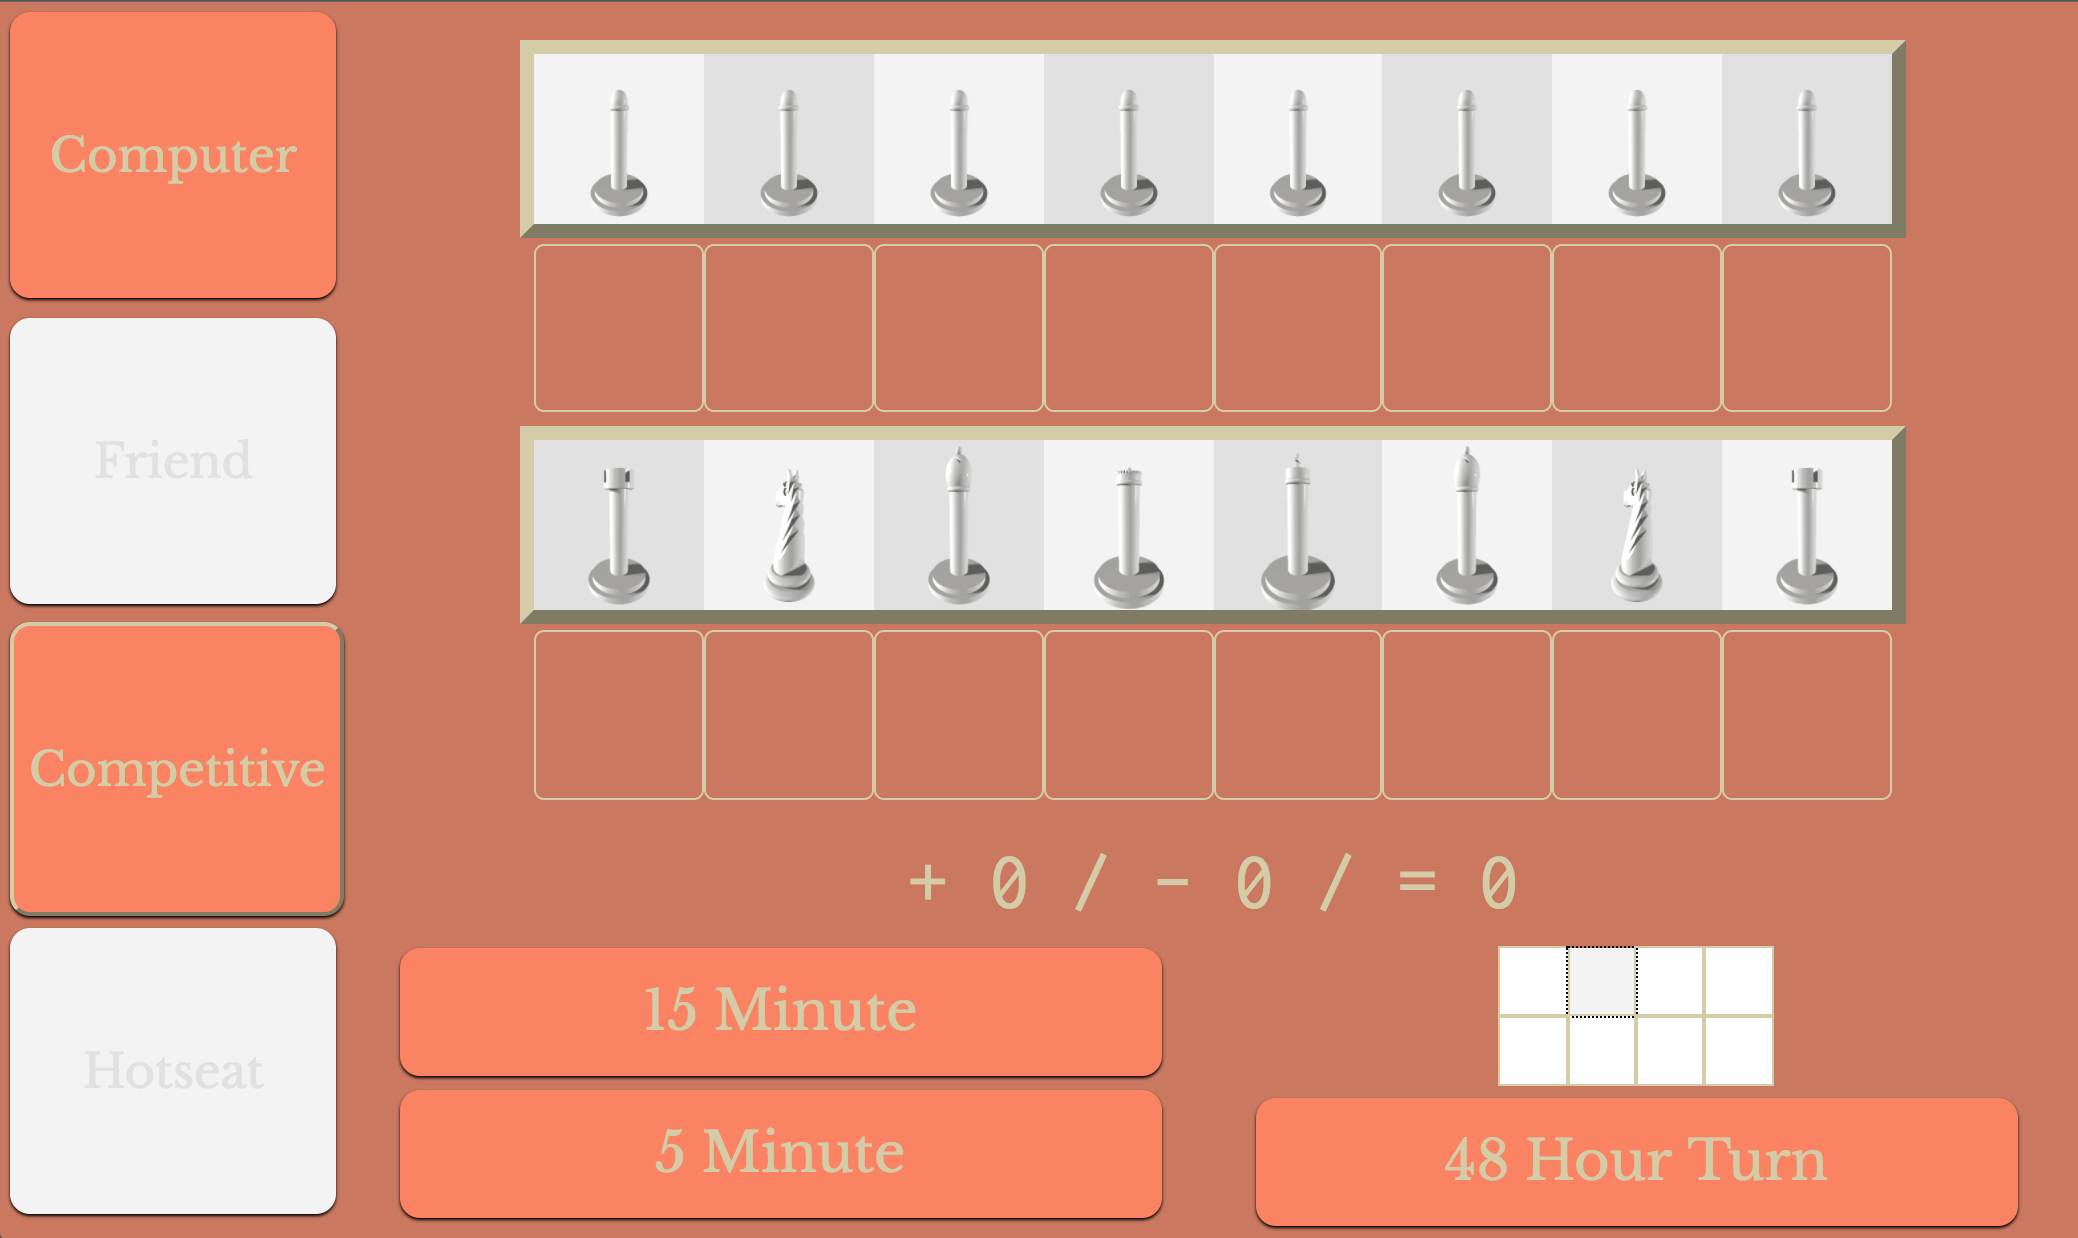 Computer
Friend
Competitive
Hotseat
+ 0 / - 0 / = 0
15 Minute
5 Minute
48 Hour Turn